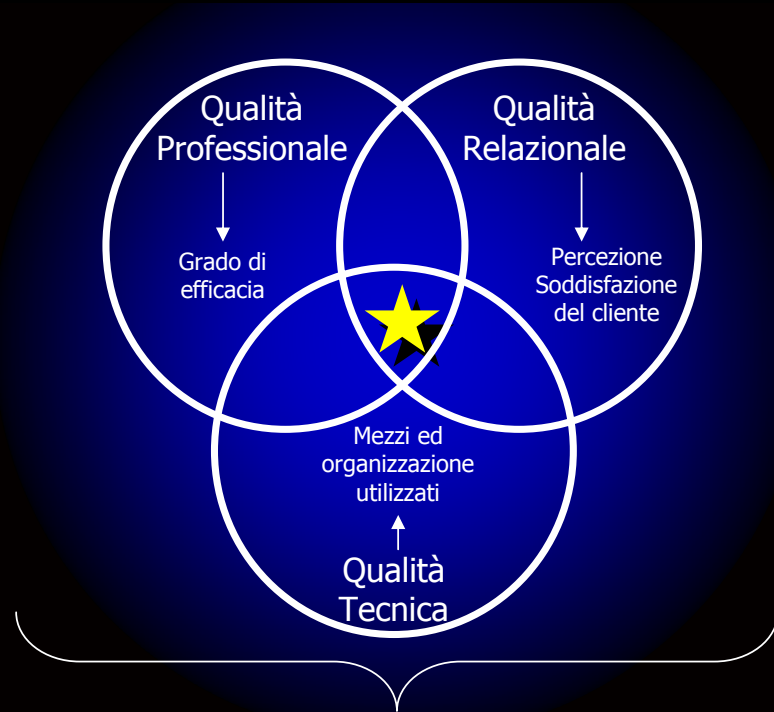 Qualità
Professionale
Grado di
efficacia
Qualità
Relazionale
Percezione
Soddisfazione
del cliente
Mezzi ed
organizzazione
utilizzati
Qualità
Tecnica